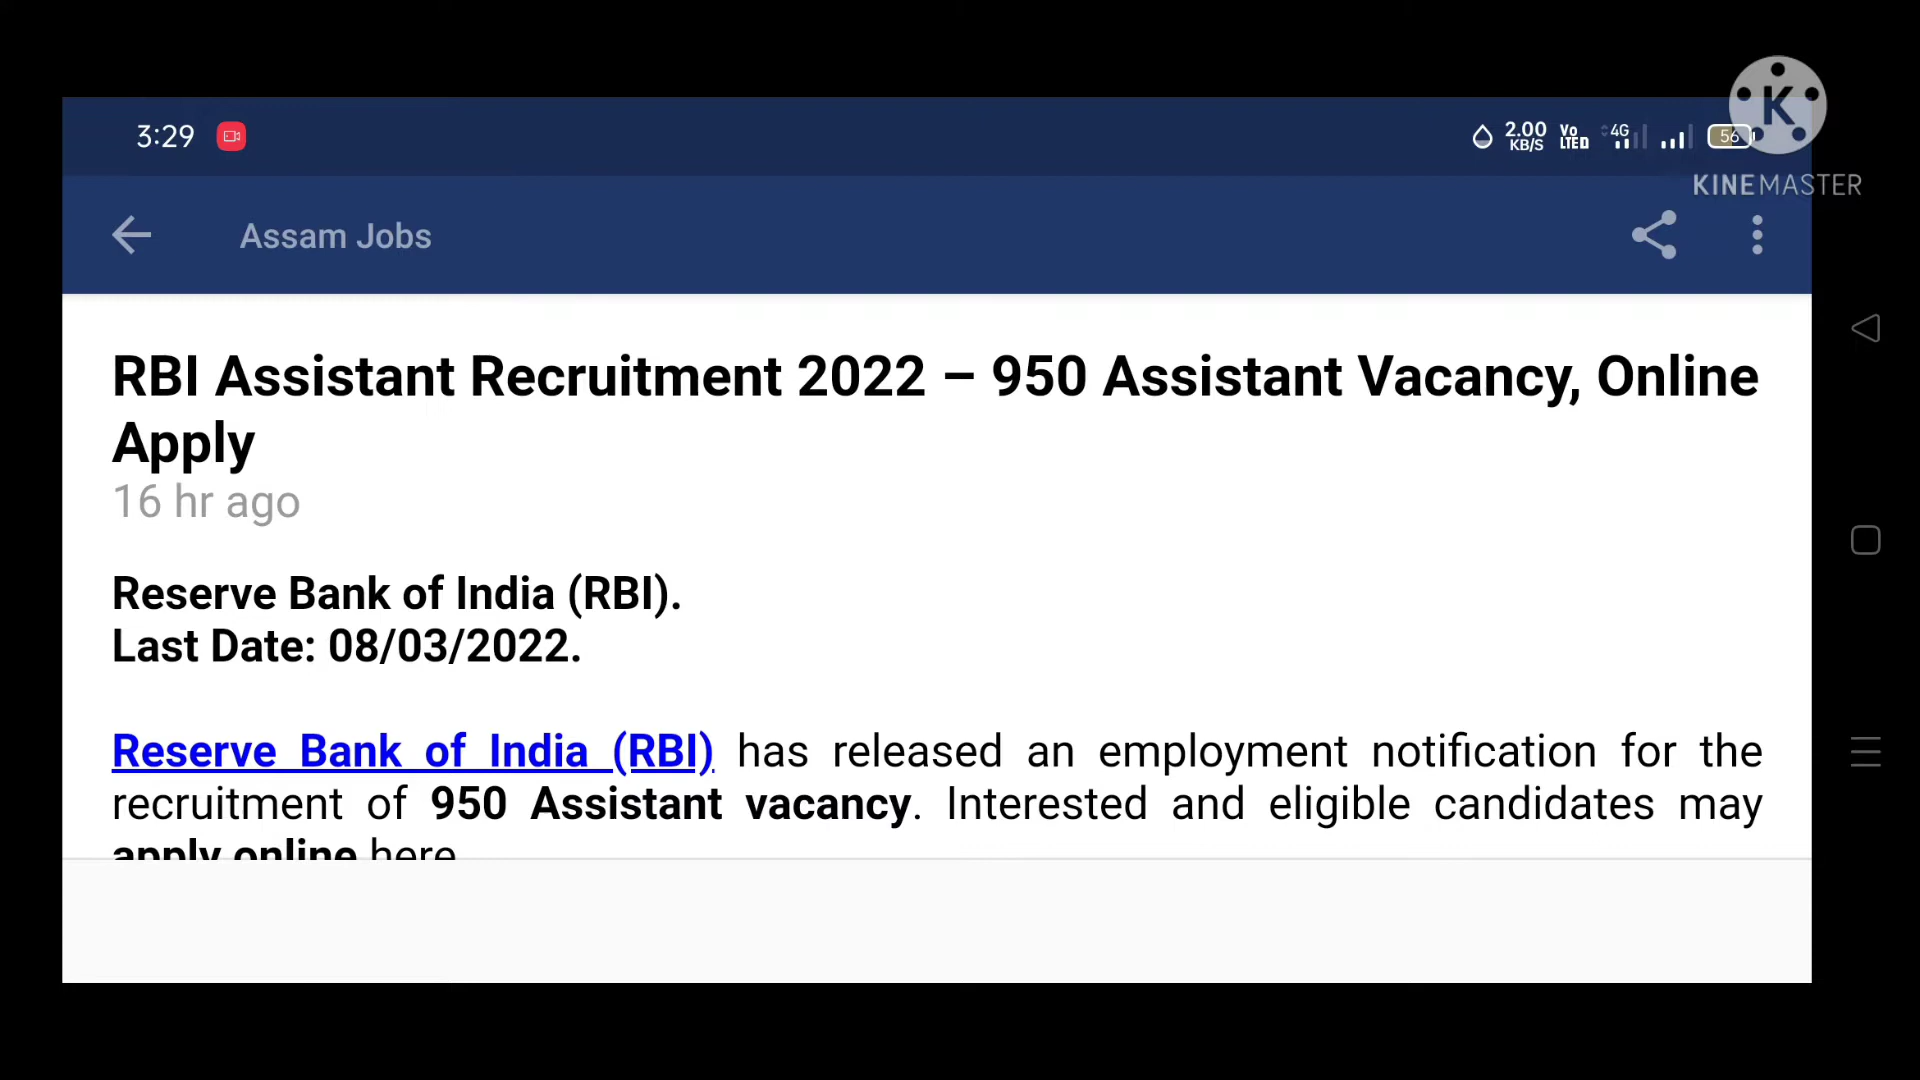 3:29
2.00
KB/S
Vo
LTED
4G
56
K
KINEMASTER
Assam Jobs
RBI Assistant Recruitment 2022 – 950 Assistant Vacancy, Online
Apply
16 hr ago
Reserve Bank of India (RBI).
Last Date: 08/03/2022.
Reserve Bank of India (RBI) has released an employment notification for the
recruitment of 950 Assistant vacancy. Interested and eligible candidates may
apply online here